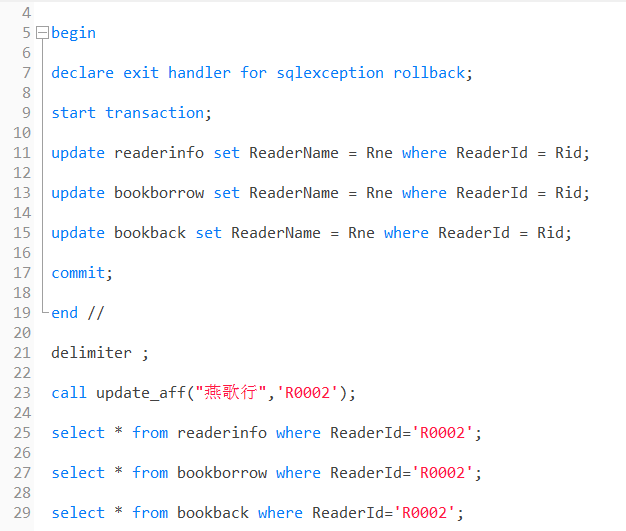 4
5 begin
6
7 declare exit handler for sqlexception rollback;
8
9 start transaction;
10
11 update readerinfo set ReaderName = Rne where ReaderId = Rid;
12
13 update bookborrow set ReaderName = Rne where ReaderId = Rid;
14
15 update bookback set ReaderName = Rne where ReaderId = Rid;
16
17 commit;
18
19 end //
20
21 delimiter ;
22
23 call update_aff("燕歌行",'R0002');
24
25 select * from readerinfo where ReaderId='R0002';
26
27 select * from bookborrow where ReaderId='R0002';
28
29 select * from bookback where ReaderId='R0002';